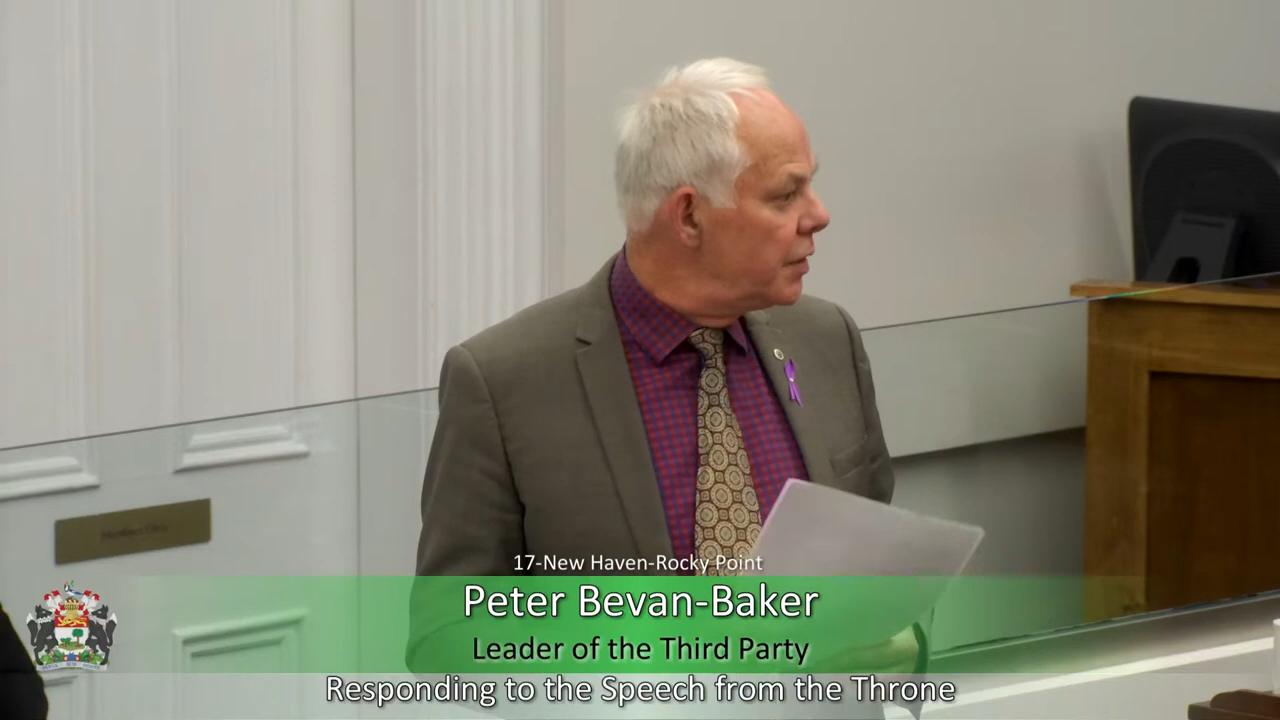 17-New Haven-Rocky Point
Peter Bevan-Baker
Leader of the Third Party
Responding to the Speech from the Throne